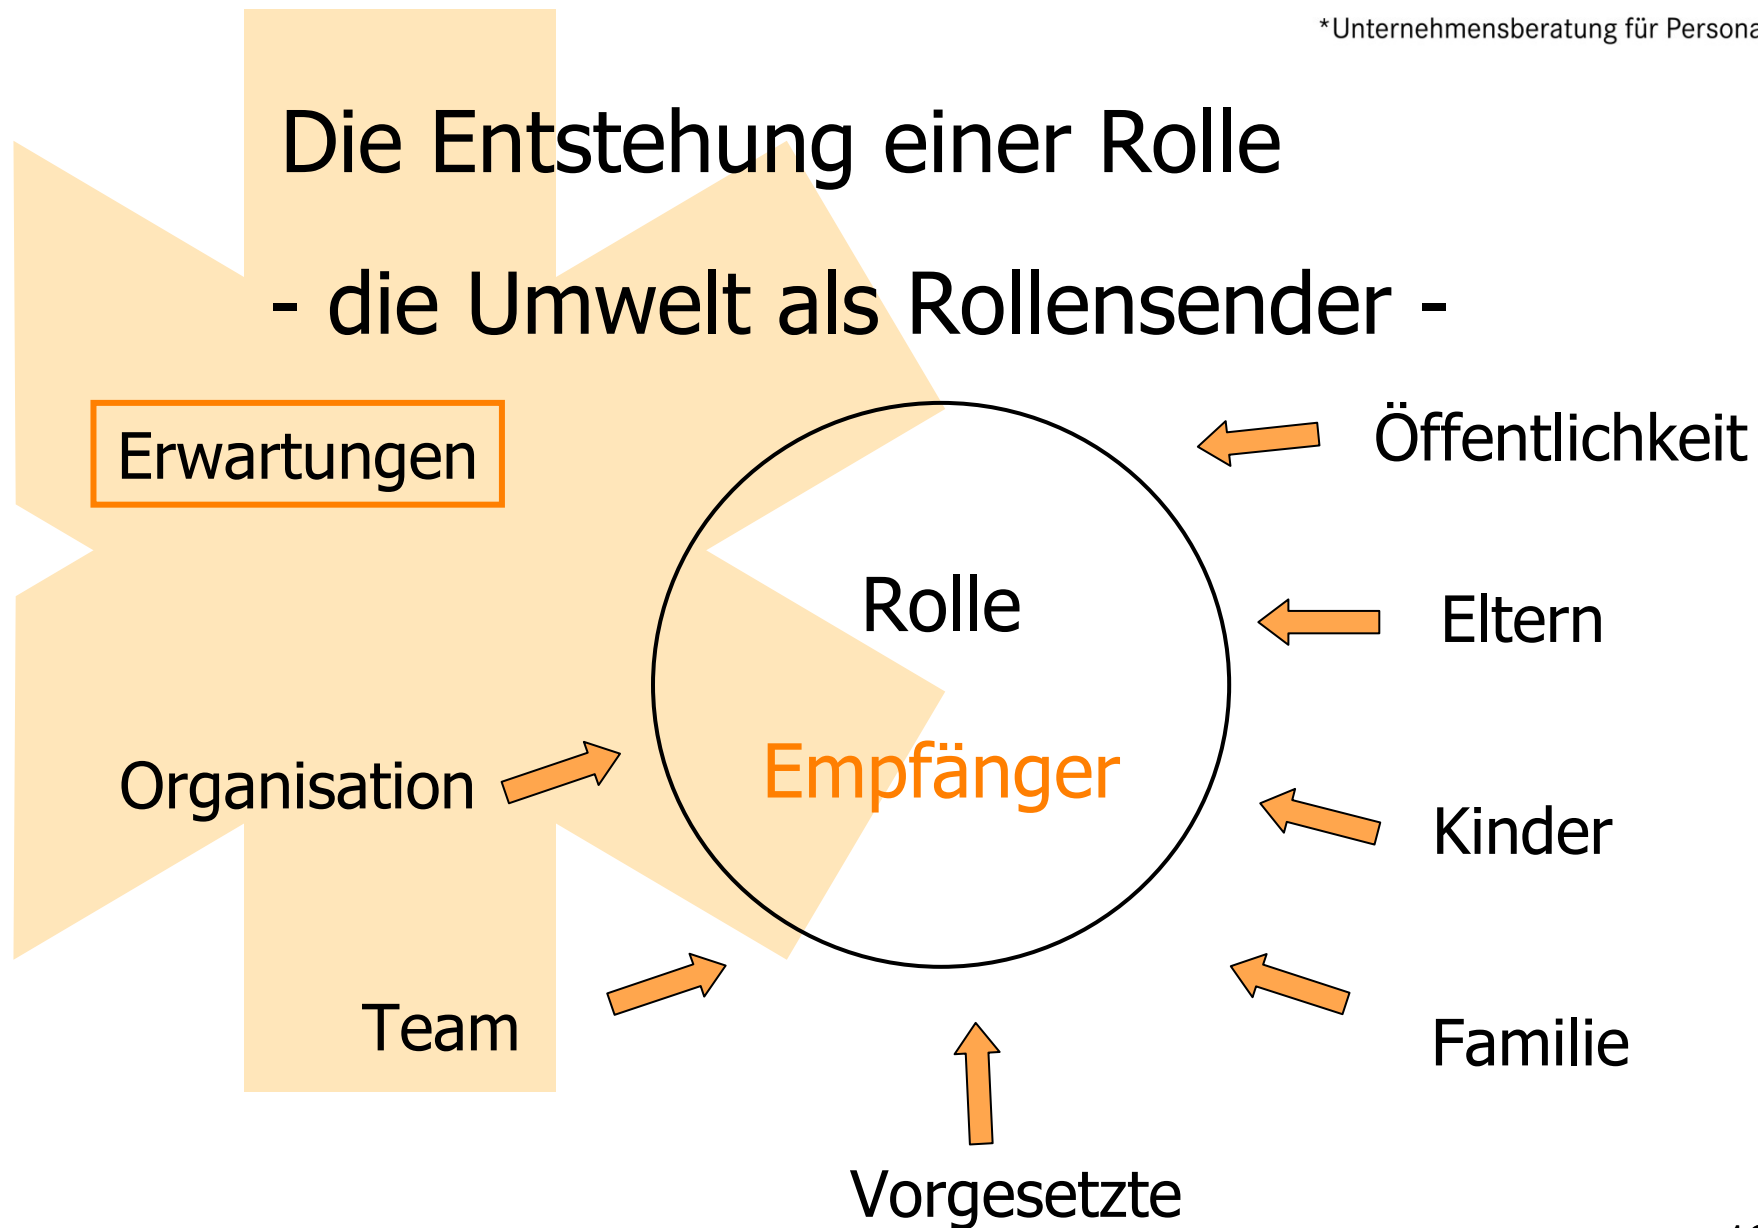 *Unternehmensberatung für
Die Entstehung einer Rolle
- die Umwelt als Rollensender -
Erwartungen
Öffentlichkeit
Rolle
Eltern
Empfänger
Organisation
Kinder
Team
Familie
Vorgesetzte